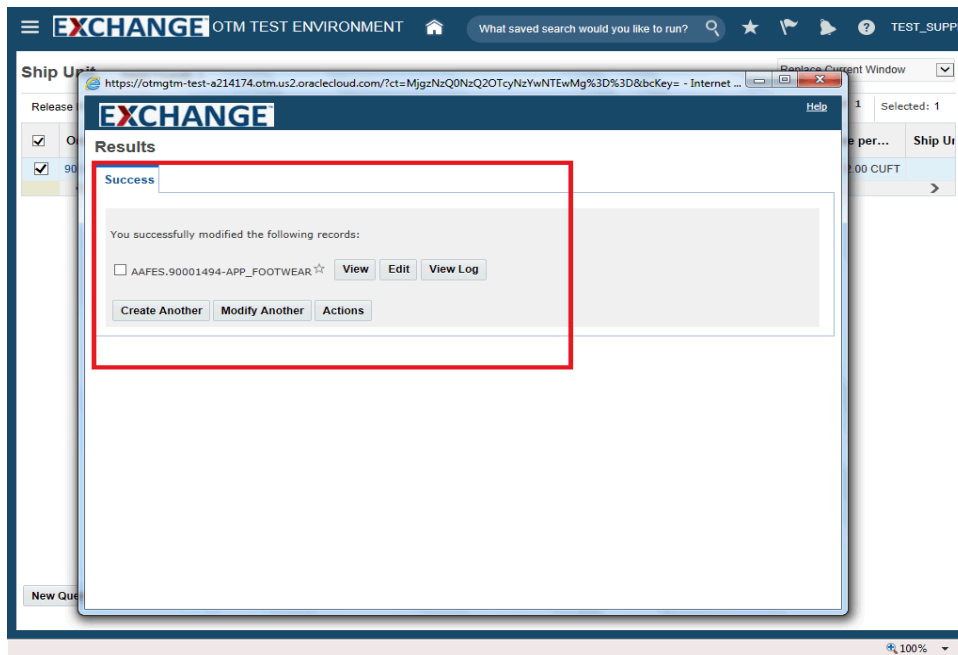 EXCHANGE OTM TEST ENVIRONMENT What saved search would you like to run? TEST_SUPP
Ship Unit
Replace Current Window
https://otmgtm-test-a214174.otm.us2.oraclecloud.com/?ct=MjgzNzQ0NzQ2OTcyNzYwNTEwMg%3D%3D&bcKey= - Internet ...
Release
1 Selected: 1
EXCHANGE Help
e per... Ship Un
Results
90
2.00 CUFT
Success
You successfully modified the following records:
AAFES.90001494-APP_FOOTWEAR View Edit View Log
Create Another Modify Another Actions
New Que
100%